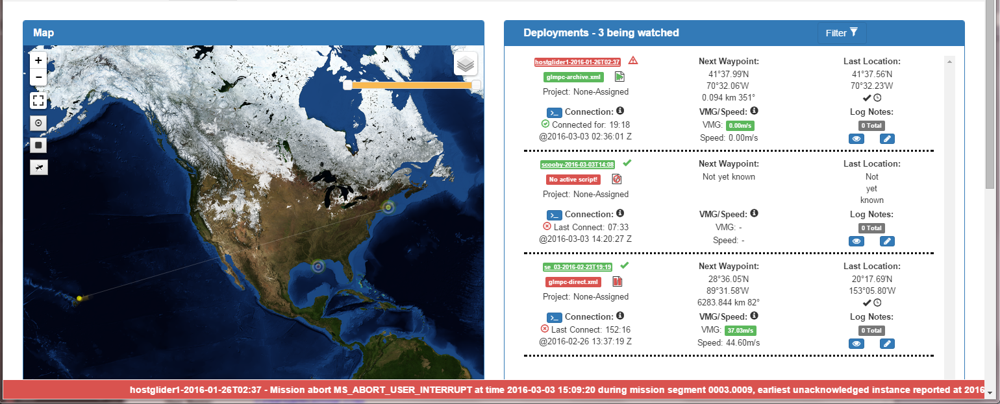 Map
+
−
Deployments - 3 being watched
Filter
hostglider1-2016-01-26T02:37
glmpc-archive.xml
Project: None-Assigned
>_ Connection:
Connected for: 19:18
@2016-03-03 02:36:01 Z
Next Waypoint:
41°37.99'N
70°32.06'W
0.094 km 351°
VMG/Speed:
VMG: 0.00m/s
Speed: 0.00m/s
Last Location:
41°37.56'N
70°32.23'W
Log Notes:
0 Total
scooby-2016-03-03T14:08
No active script!
Project: None-Assigned
>_ Connection:
Last Connect: 07:33
@2016-03-03 14:20:27 Z
Next Waypoint:
Not yet known
VMG/Speed:
VMG: -
Speed: -
Last Location:
Not
yet
known
Log Notes:
0 Total
se_03-2016-02-23T19:19
glmpc-direct.xml
Project: None-Assigned
>_ Connection:
Last Connect: 152:16
@2016-02-26 13:37:19 Z
Next Waypoint:
28°36.05'N
89°31.58'W
6283.844 km 82°
VMG/Speed:
VMG: 37.03m/s
Speed: 44.60m/s
Last Location:
20°17.69'N
153°05.80'W
Log Notes:
0 Total
hostglider1-2016-01-26T02:37 - Mission abort MS_ABORT_USER_INTERRUPT at time 2016-03-03 15:09:20 during mission segment 0003.0009, earliest unacknowledged instance reported at 2016